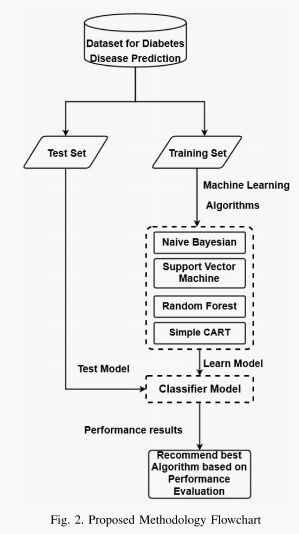 Dataset for Diabetes
Disease Prediction
Test Set
Training Set
Machine Learning
Algorithms
Naive Bayesian
Support Vector
Machine
Random Forest
Simple CART
Learn Model
Test Model
Classifier Model
Performance results
Recommend best
Algorithm based on
Performance
Evaluation
Fig. 2. Proposed Methodology Flowchart